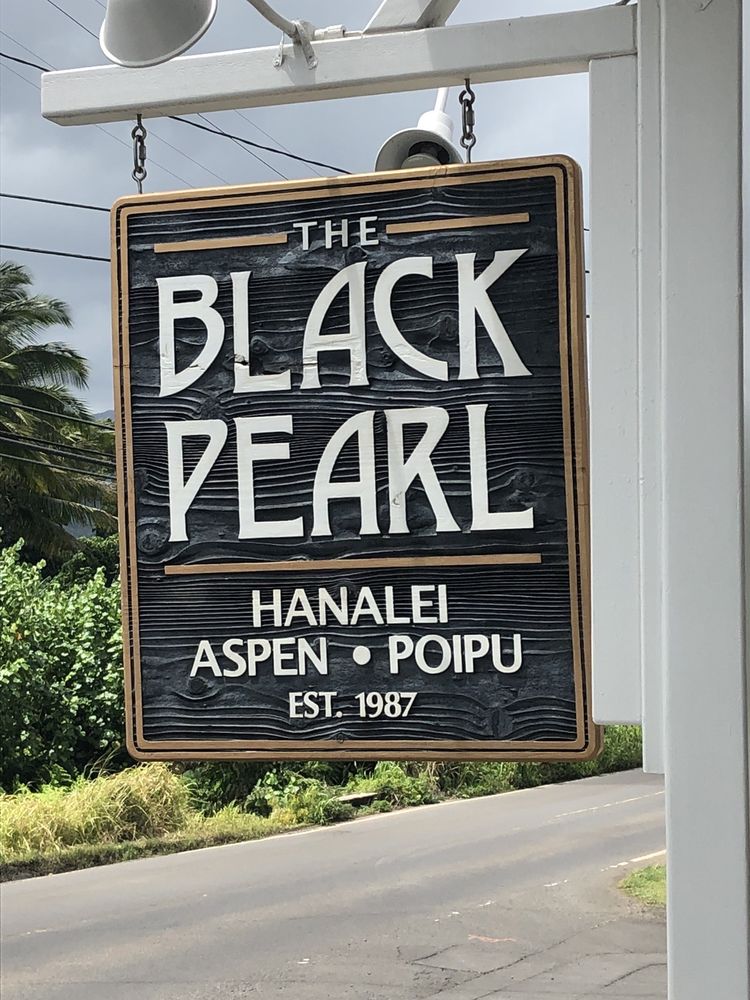 THE
BLACK
PEARL
HANALEI
ASPEN • POIPU
EST. 1987